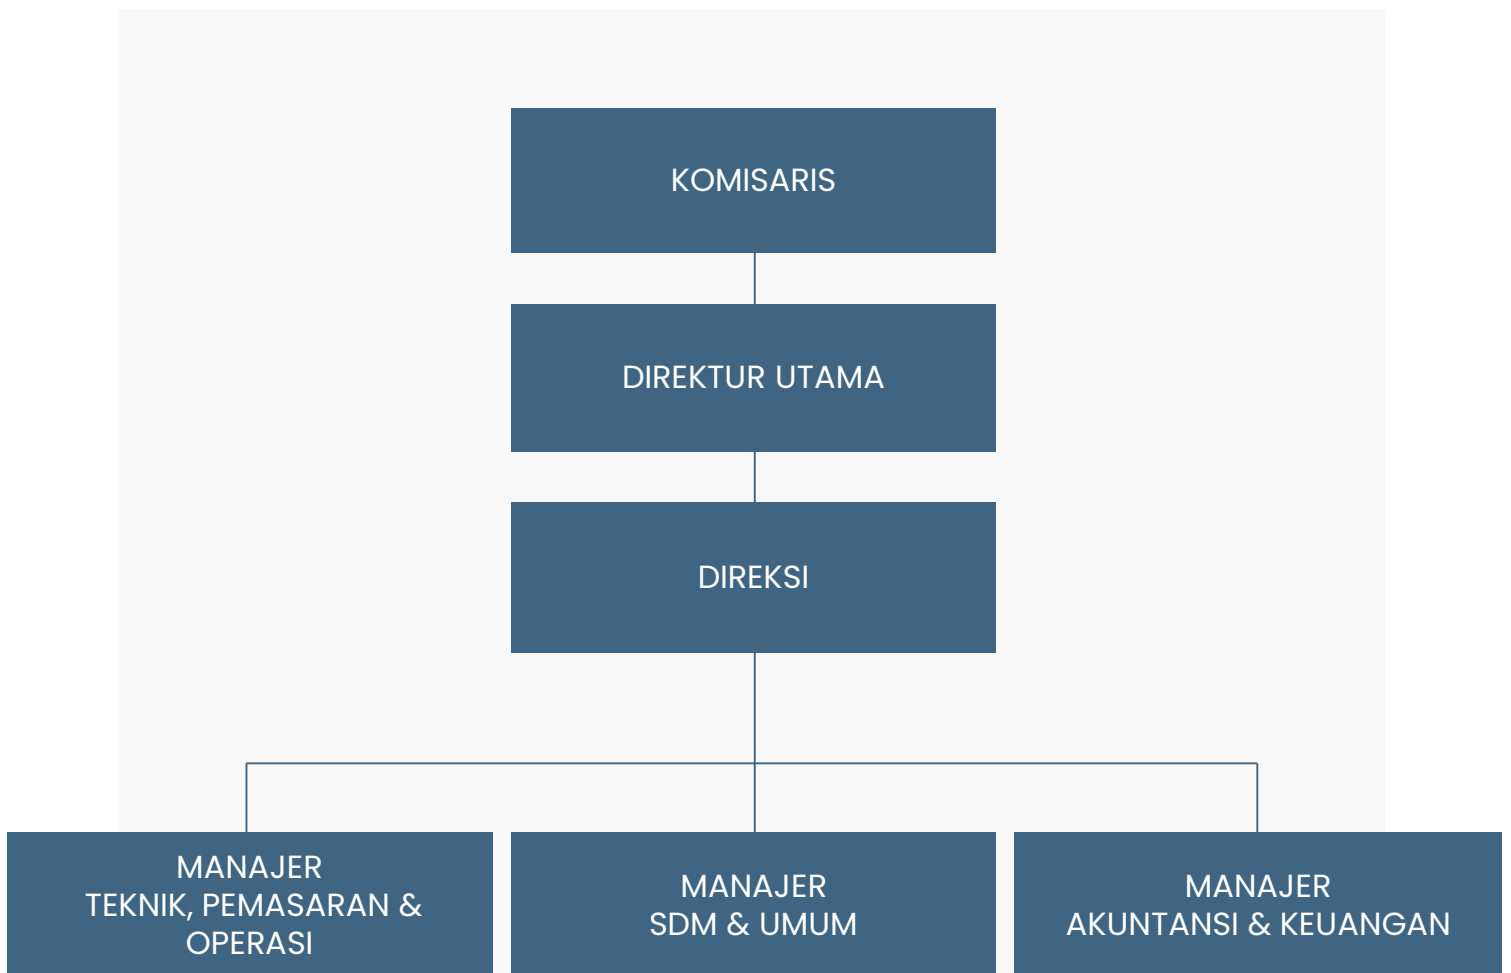 KOMISARIS
DIREKTUR UTAMA
DIREKSI
MANAJER
TEKNIK, PEMASARAN &
OPERASI
MANAJER
SDM & UMUM
MANAJER
AKUNTANSI & KEUANGAN